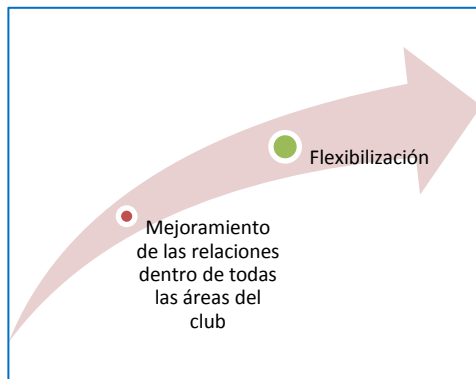 Flexibilización
Mejoramiento
de las relaciones
dentro de todas
las áreas del
club